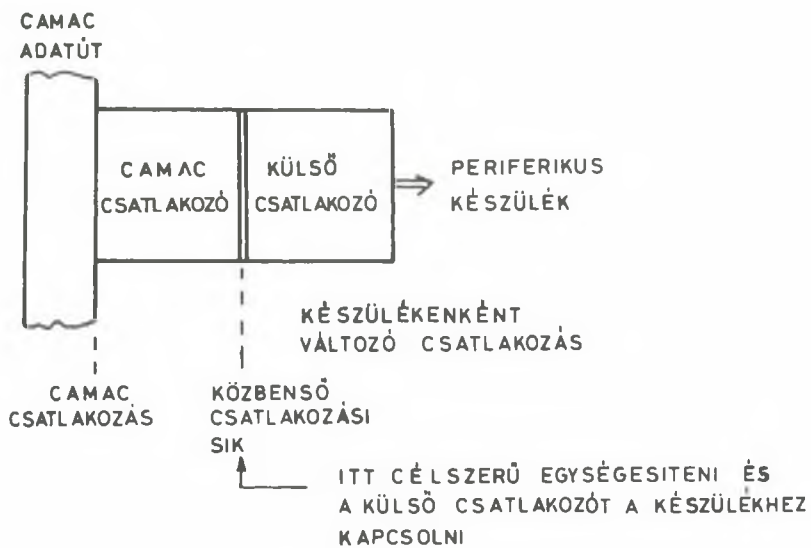 CAMAC
ADATÚT
CAMAC
CSATLAKOZÓ
KÜLSŐ
CSATLAKOZÓ
PERIFERIKUS
KÉSZÜLÉK
KÉSZÜLÉKENKÉNT
VÁLTOZÓ CSATLAKOZÁS
CAMAC
CSATLAKOZÁS
KÖZBENSŐ
CSATLAKOZÁSI
SIK
ITT CÉLSZERŰ EGYSÉGESITENI ÉS
A KÜLSŐ CSATLAKOZÓT A KÉSZÜLÉKHEZ
KAPCSOLNI